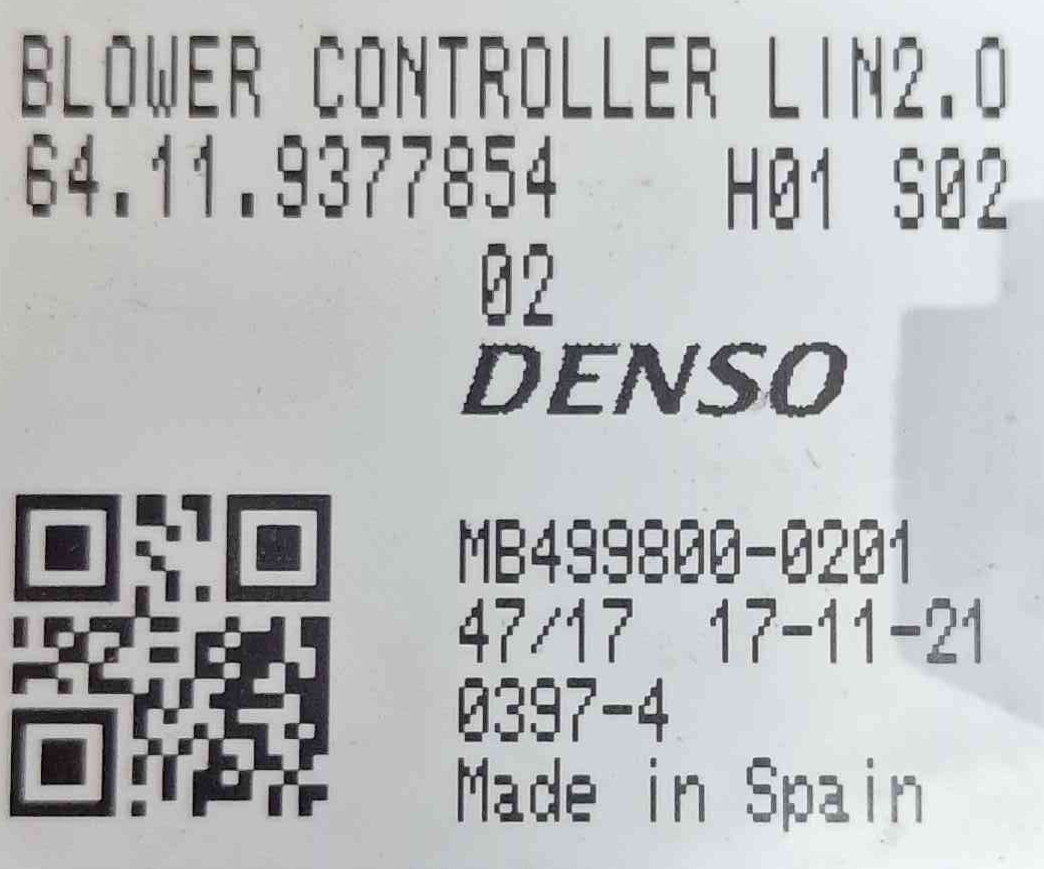 BLOWER CONTROLLER LIN2.0
64.11.9377854 H01 S02
02
DENSO
MB499800-0201
47/17 17-11-21
0397-4
Made in Spain